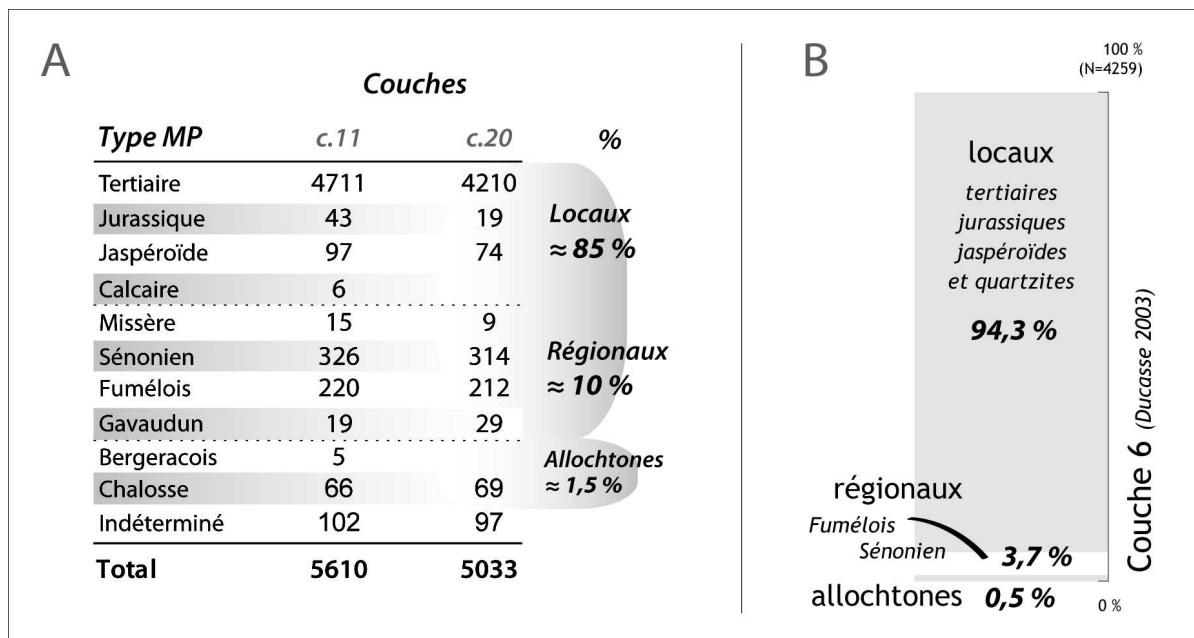 A
Couches
Type MP c.11 c.20 %
Tertiaire 4711 4210
Jurassique 43 19
Locaux
≈ 85 %
Jaspéroïde 97 74
Calcaire 6
Missère 15 9
Sénonien 326 314
Régionaux
≈ 10 %
Fumélois 220 212
Gavaudun 19 29
Bergeracois 5
Allochtones
≈ 1,5 %
Chalosse 66 69
Indéterminé 102 97
Total 5610 5033
B
100 %
(N=4259)
locaux
tertiaires
jurassiques
jaspéroïdes
et quartzites
94,3 %
régionaux
Fumélois
Sénonien
3,7 %
allochtones 0,5 %
0 %
Couche 6 (Ducasse 2003)